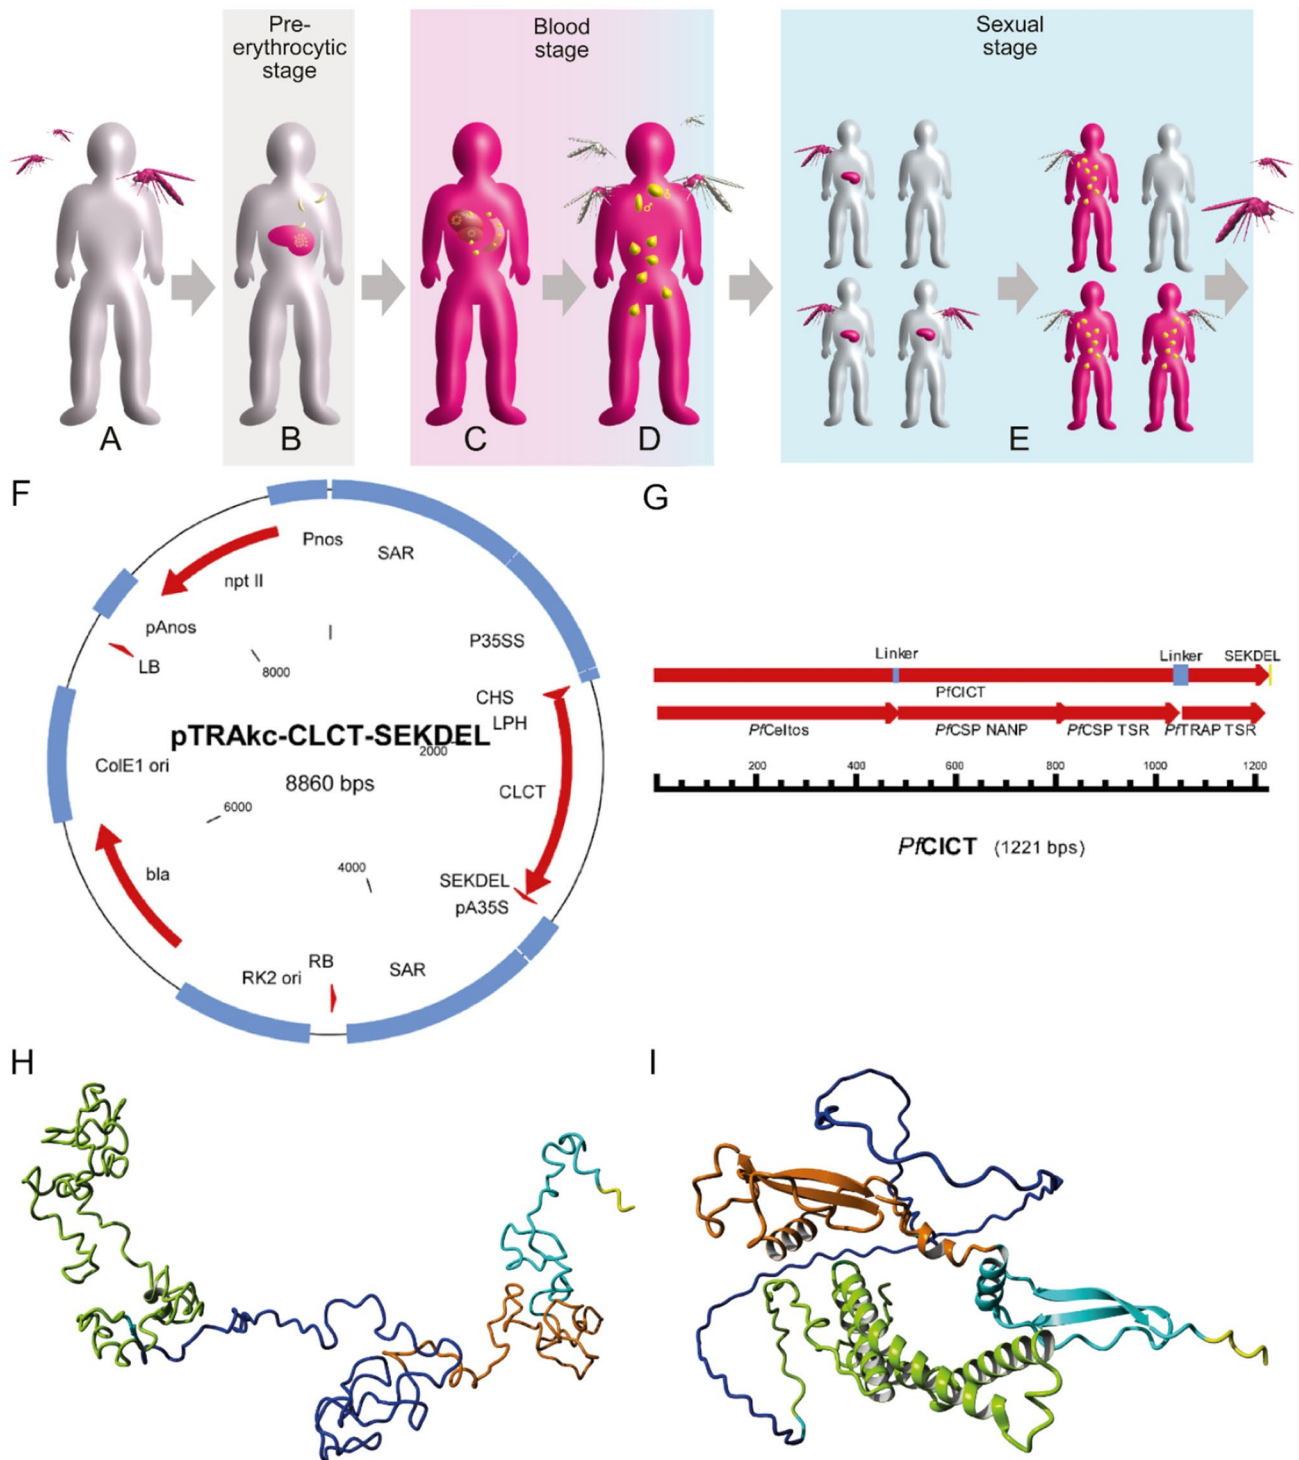 Pre-
erythrocytic
stage
Blood
stage
Sexual
stage
A
B
C
D
E
F
Pnos
SAR
npt II
pAnos
LB
8000
P35SS
CHS
LPH
pTRAkc-CLCT-SEKDEL
2000
8860 bps
ColE1 ori
CLCT
6000
bla
4000
SEKDEL
pA35S
RB
RK2 ori
SAR
G
Linker
Linker
SEKDEL
PfCICT
PfCeltos
PfCSP NANP
PfCSP TSR
PfTRAP TSR
200
400
600
800
1000
1200
PfCICT (1221 bps)
H
I